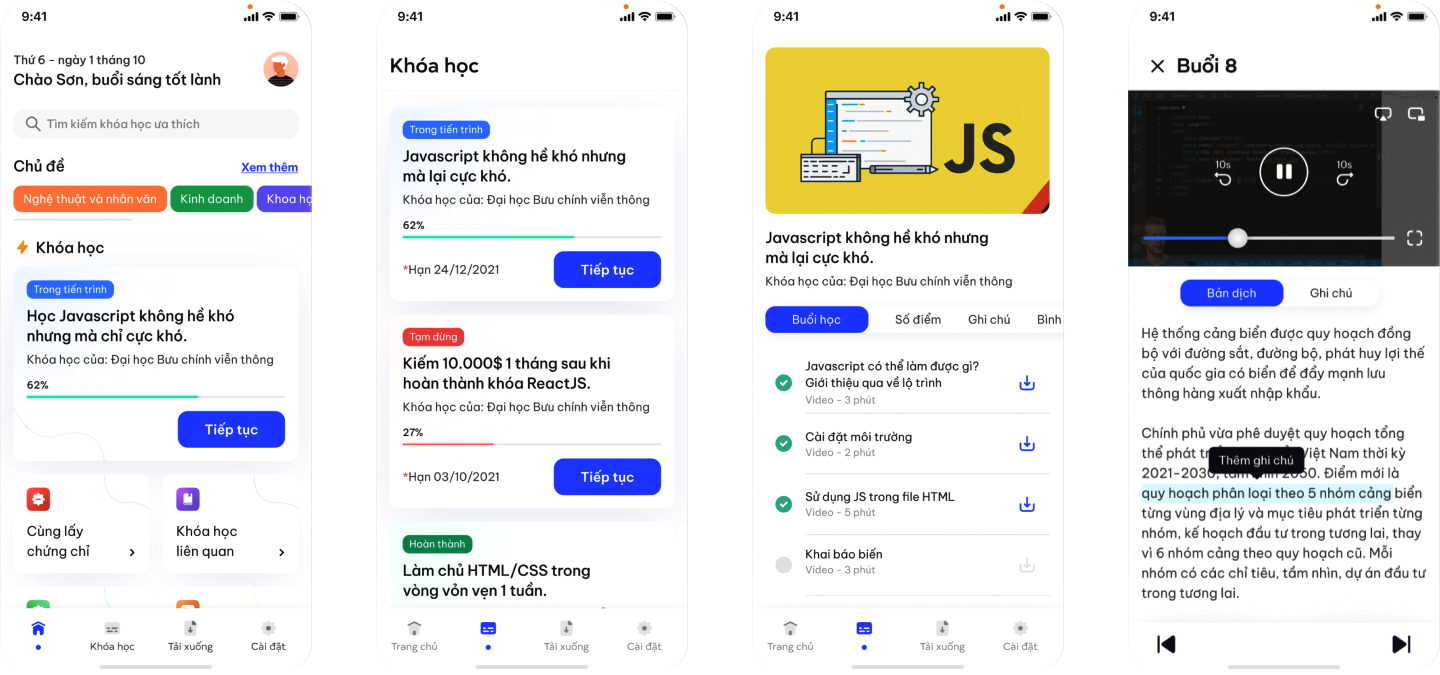 9:41
Thứ 6 - ngày 1 tháng 10
Chào Sơn, buổi sáng tốt lành
Tìm kiếm khóa học ưa thích
Chủ đề
Xem thêm
Nghệ thuật và nhân văn
Kinh doanh
Khoa họ
Khóa học
Trong tiến trình
Học Javascript không hề khó
nhưng mà chỉ cực khó.
Khóa học của: Đại học Bưu chính viễn thông
62%
Tiếp tục
Cùng lấy
chứng chỉ
Khóa học
liên quan
Khóa học
Tải xuống
Cài đặt
9:41
Khóa học
Trong tiến trình
Javascript không hề khó nhưng
mà lại cực khó.
Khóa học của: Đại học Bưu chính viễn thông
62%
*Hạn 24/12/2021
Tiếp tục
Tạm dừng
Kiếm 10.000$ 1 tháng sau khi
hoàn thành khóa ReactJS.
Khóa học của: Đại học Bưu chính viễn thông
27%
*Hạn 03/10/2021
Tiếp tục
Hoàn thành
Làm chủ HTML/CSS trong
vòng vỏn vẹn 1 tuần.
Trang chủ
Tải xuống
Cài đặt
9:41
JS
Javascript không hề khó nhưng
mà lại cực khó.
Khóa học của: Đại học Bưu chính viễn thông
Buổi học
Số điểm
Ghi chú
Bình
Javascript có thể làm được gì?
Giới thiệu qua về lộ trình
Video - 3 phút
Cài đặt môi trường
Video - 2 phút
Sử dụng JS trong file HTML
Video - 5 phút
Khai báo biến
Video - 3 phút
Trang chủ
Tải xuống
Cài đặt
9:41
Buổi 8
10s
10s
Bản dịch
Ghi chú
Hệ thống cảng biển được quy hoạch đồng
bộ với đường sắt, đường bộ, phát huy lợi thế
của quốc gia có biển để đẩy mạnh lưu
thông hàng xuất nhập khẩu.
Chính phủ vừa phê duyệt quy hoạch tổng
thể phát Việt Nam thời kỳ
Thêm ghi chú
2021-2030, tầm nhìn 2050. Điểm mới là
quy hoạch phân loại theo 5 nhóm cảng biển
từng vùng địa lý và mục tiêu phát triển từng
nhóm, kế hoạch đầu tư trong tương lai, thay
vì 6 nhóm cảng theo quy hoạch cũ. Mỗi
nhóm có các chỉ tiêu, tầm nhìn, dự án đầu tư
trong tương lai.